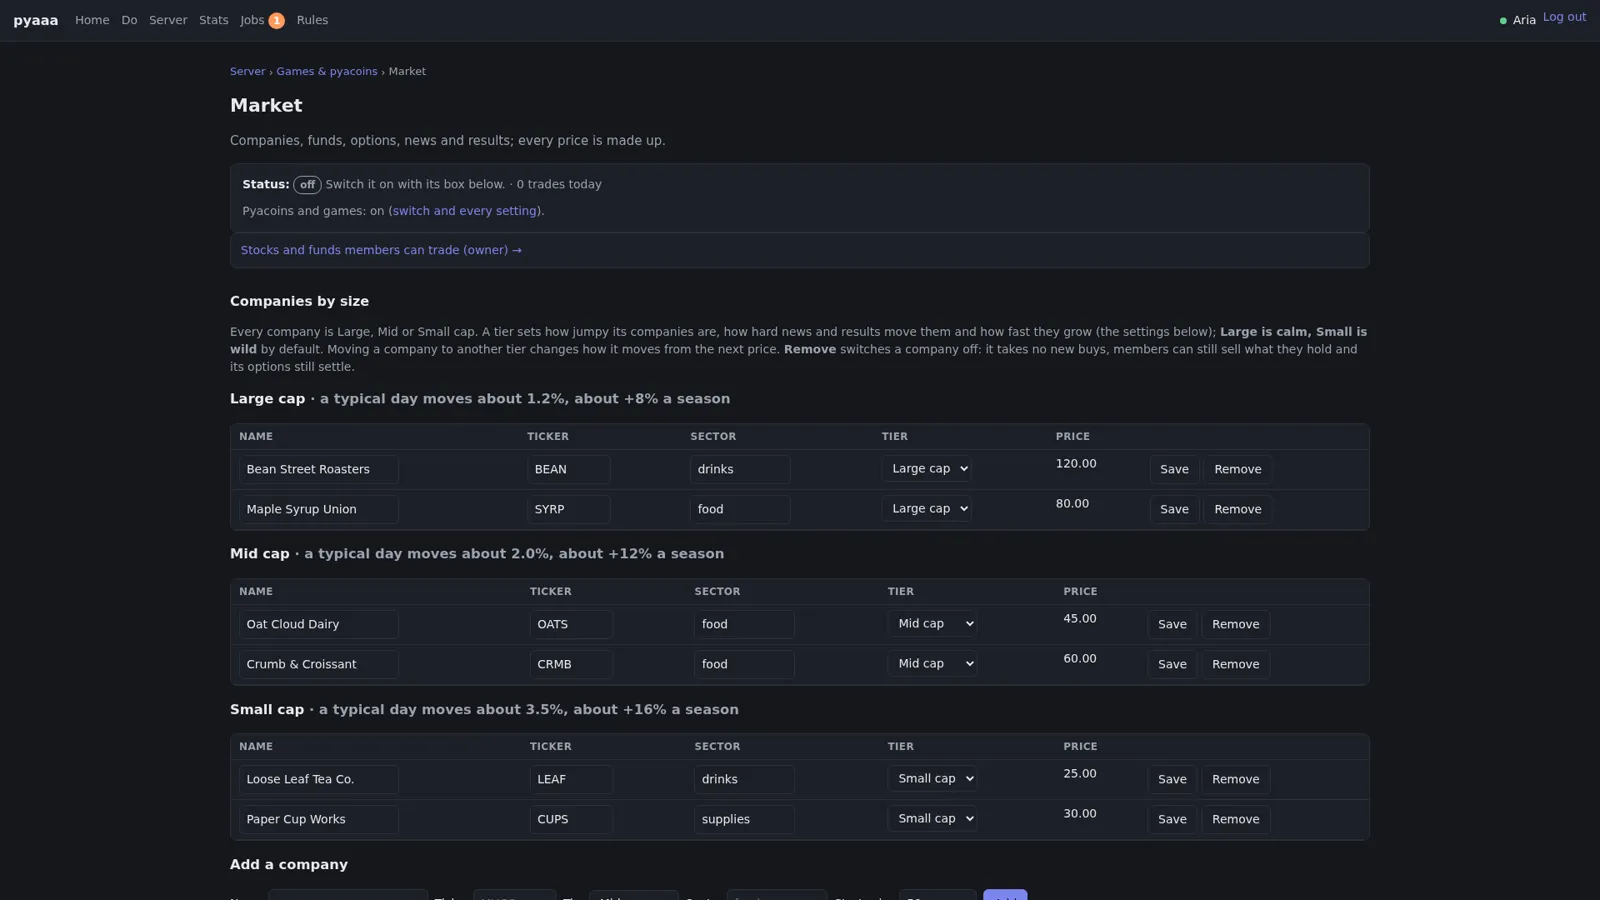 pyaaa Home Do Server Stats Jobs 1 Rules Aria Log out
Server › Games & pyacoins › Market
Market
Companies, funds, options, news and results; every price is made up.
Status: off Switch it on with its box below. · 0 trades today
Pyacoins and games: on (switch and every setting).
Stocks and funds members can trade (owner) →
Companies by size
Every company is Large, Mid or Small cap. A tier sets how jumpy its companies are, how hard news and results move them and how fast they grow (the settings below); Large is calm, Small is
wild by default. Moving a company to another tier changes how it moves from the next price. Remove switches a company off: it takes no new buys, members can still sell what they hold and
its options still settle.
Large cap · a typical day moves about 1.2%, about +8% a season
NAME TICKER SECTOR TIER PRICE
Bean Street Roasters BEAN drinks Large cap 120.00 Save Remove
Maple Syrup Union SYRP food Large cap 80.00 Save Remove
Mid cap · a typical day moves about 2.0%, about +12% a season
NAME TICKER SECTOR TIER PRICE
Oat Cloud Dairy OATS food Mid cap 45.00 Save Remove
Crumb & Croissant CRMB food Mid cap 60.00 Save Remove
Small cap · a typical day moves about 3.5%, about +16% a season
NAME TICKER SECTOR TIER PRICE
Loose Leaf Tea Co. LEAF drinks Small cap 25.00 Save Remove
Paper Cup Works CUPS supplies Small cap 30.00 Save Remove
Add a company